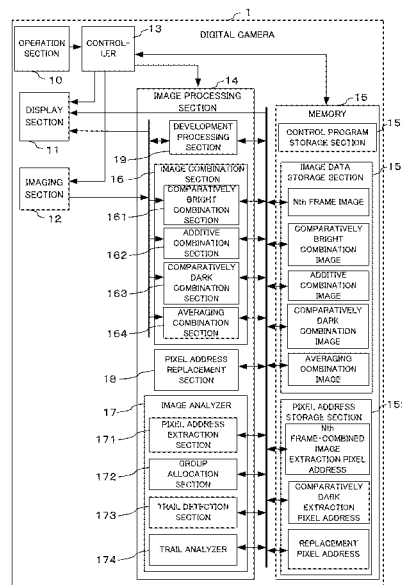 1
DIGITAL CAMERA
13
OPERATION
SECTION
CONTROL-
LER
10
14
15
DISPLAY
SECTION
11
IMAGING
SECTION
12
IMAGE PROCESSING
SECTION
DEVELOPMENT
PROCESSING
SECTION
19
16
IMAGE COMBINATION
SECTION
COMPARATIVELY
BRIGHT
COMBINATION
SECTION
161
ADDITIVE
COMBINATION
SECTION
162
COMPARATIVELY
DARK
COMBINATION
SECTION
163
AVERAGING
COMBINATION
SECTION
164
PIXEL ADDRESS
REPLACEMENT
SECTION
18
17
IMAGE ANALYZER
PIXEL ADDRESS
EXTRACTION
SECTION
171
GROUP
ALLOCATION
SECTION
172
TRAIL DETECTION
SECTION
173
TRAIL ANALYZER
174
MEMORY
CONTROL PROGRAM
STORAGE SECTION
15
IMAGE DATA
STORAGE SECTION
15
Nth FRAME IMAGE
COMPARATIVELY
BRIGHT
COMBINATION
IMAGE
ADDITIVE
COMBINATION
IMAGE
COMPARATIVELY
DARK
COMBINATION
IMAGE
AVERAGING
COMBINATION
IMAGE
PIXEL ADDRESS
STORAGE SECTION
Nth
FRAME-COMBINED
IMAGE
EXTRACTION PIXEL
ADDRESS
COMPARATIVELY
DARK
EXTRACTION
PIXEL ADDRESS
REPLACEMENT
PIXEL ADDRESS